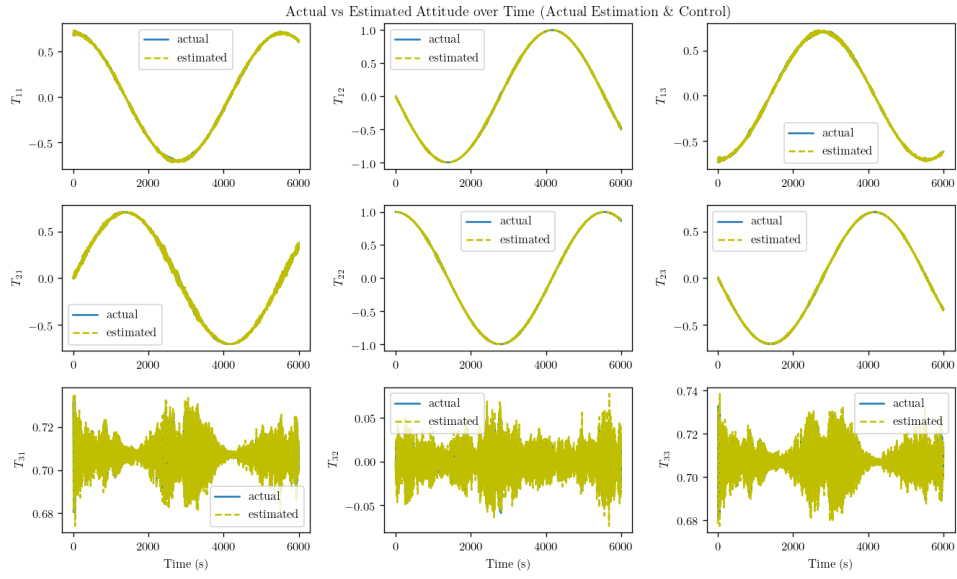 Actual vs Estimated Attitude over Time (Actual Estimation & Control)
T11
0.5
0.0
−0.5
0 2000 4000 6000
actual
estimated
T12
1.0
0.5
0.0
−0.5
−1.0
0 2000 4000 6000
actual
estimated
T13
0.5
0.0
−0.5
0 2000 4000 6000
actual
estimated
T21
0.5
0.0
−0.5
0 2000 4000 6000
actual
estimated
T22
1.0
0.5
0.0
−0.5
−1.0
0 2000 4000 6000
actual
estimated
T23
0.5
0.0
−0.5
0 2000 4000 6000
actual
estimated
T31
0.72
0.70
0.68
0 2000 4000 6000
Time (s)
actual
estimated
T32
0.05
0.00
−0.05
0 2000 4000 6000
Time (s)
actual
estimated
T33
0.74
0.72
0.70
0.68
0 2000 4000 6000
Time (s)
actual
estimated